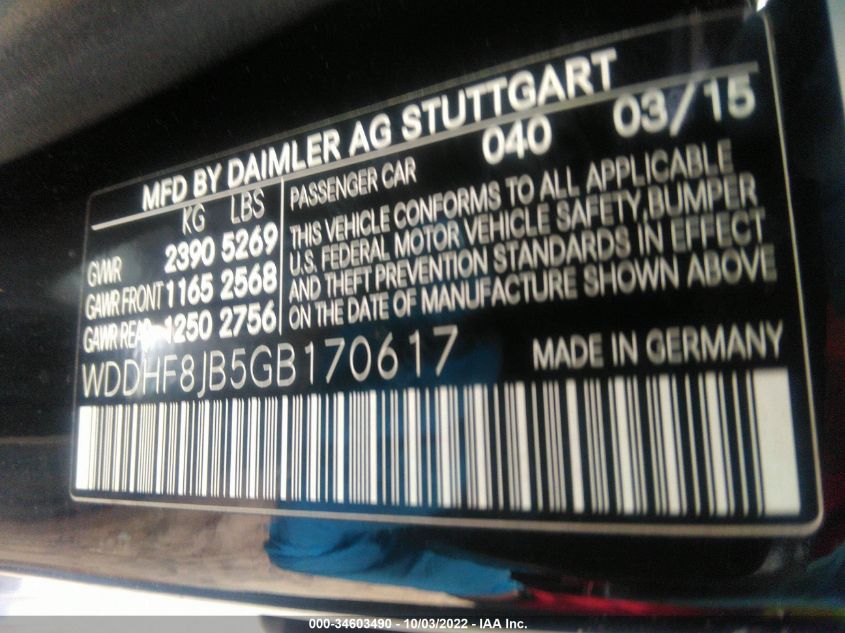 MFD BY DAIMLER AG STUTTGART
KG LBS 040 03/15
GVWR 2390 5269
GAWR FRONT 1165 2568
GAWR REAR 1250 2756
PASSENGER CAR
THIS VEHICLE CONFORMS TO ALL APPLICABLE
U.S. FEDERAL MOTOR VEHICLE SAFETY, BUMPER
AND THEFT PREVENTION STANDARDS IN EFFECT
ON THE DATE OF MANUFACTURE SHOWN ABOVE
WDDHF8JB5GB170617 MADE IN GERMANY
000-34603490 - 10/03/2022 - IAA Inc.